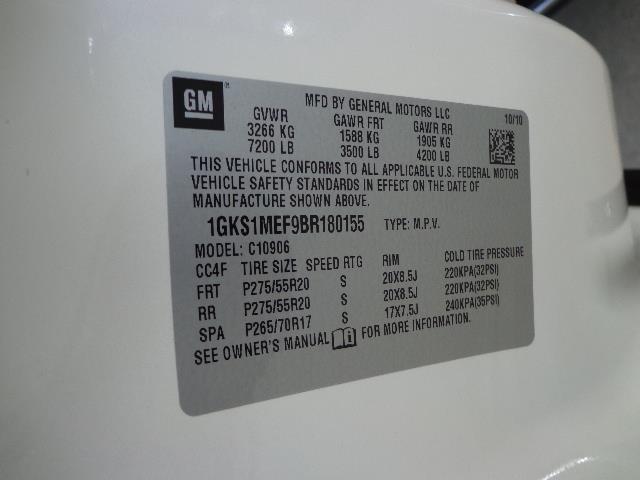 GM
MFD BY GENERAL MOTORS LLC
10/10
GVWR GAWR FRT GAWR RR
3266 KG 1588 KG 1905 KG
7200 LB 3500 LB 4200 LB
THIS VEHICLE CONFORMS TO ALL APPLICABLE U.S. FEDERAL MOTOR
VEHICLE SAFETY STANDARDS IN EFFECT ON THE DATE OF
MANUFACTURE SHOWN ABOVE.
1GKS1MEF9BR180155 TYPE: M.P.V.
MODEL: C10906
CC4F TIRE SIZE SPEED RTG RIM COLD TIRE PRESSURE
FRT P275/55R20 S 20X8.5J 220KPA(32PSI)
RR P275/55R20 S 20X8.5J 220KPA(32PSI)
SPA P265/70R17 S 17X7.5J 240KPA(35PSI)
SEE OWNER'S MANUAL FOR MORE INFORMATION.